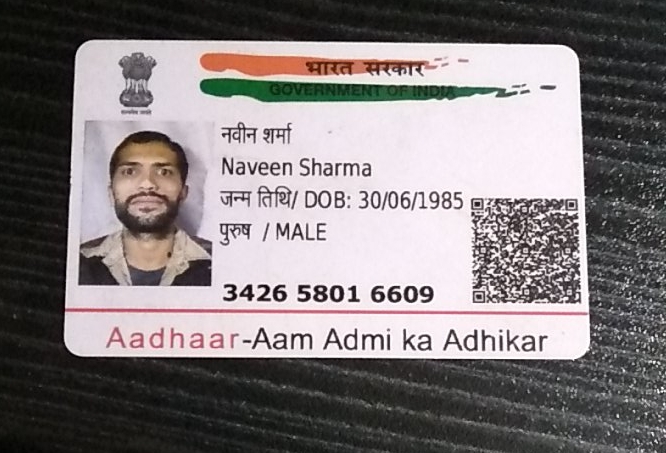 भारत सरकार
GOVERNMENT OF INDIA
नवीन शर्मा
Naveen Sharma
जन्म तिथि/ DOB: 30/06/1985
पुरुष / MALE
3426 5801 6609
Aadhaar-Aam Admi ka Adhikar